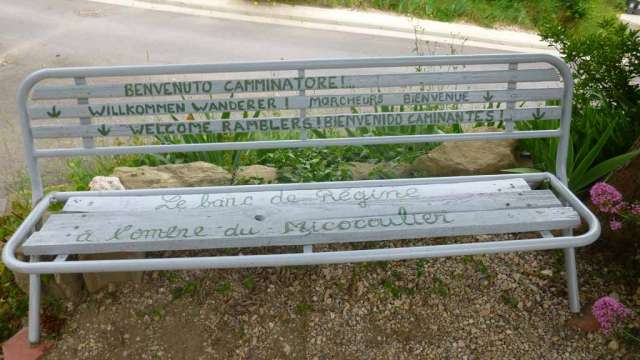 BENVENUTO CAMMINATORE!...
WILLKOMMEN WANDERER! MORCHEURS BIENVENUE
WELCOME RAMBLERS! BIENVENIDO CAMINANTES!
Le banc de Régine
à l'ombre du Micocoulier